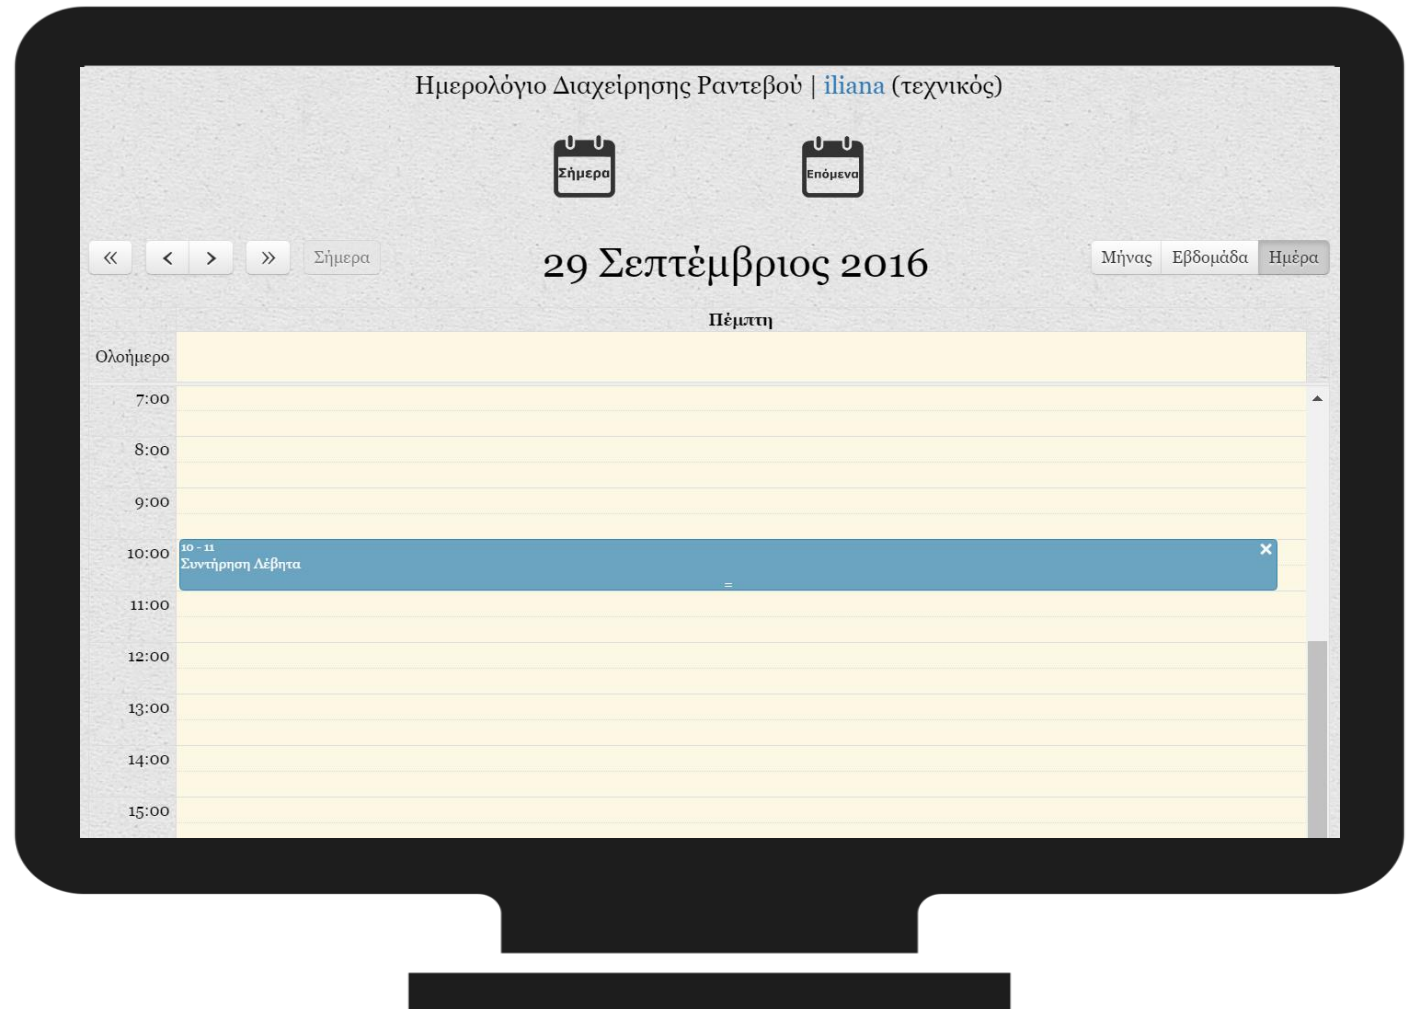 Ημερολόγιο Διαχείρησης Ραντεβού | iliana (τεχνικός)
Σήμερα
Επόμενα
« < > » Σήμερα
29 Σεπτέμβριος 2016
Μήνας Εβδομάδα Ημέρα
Πέμπτη
Ολοήμερο
7:00
8:00
9:00
10:00
10 - 11
Συντήρηση Λέβητα
11:00
12:00
13:00
14:00
15:00